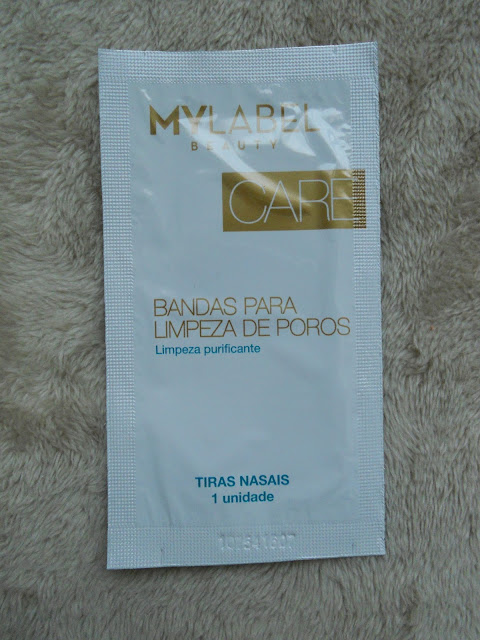 MYLABEL
BEAUTY
CARE
BANDAS PARA
LIMPEZA DE POROS
Limpeza purificante
TIRAS NASAIS
1 unidade